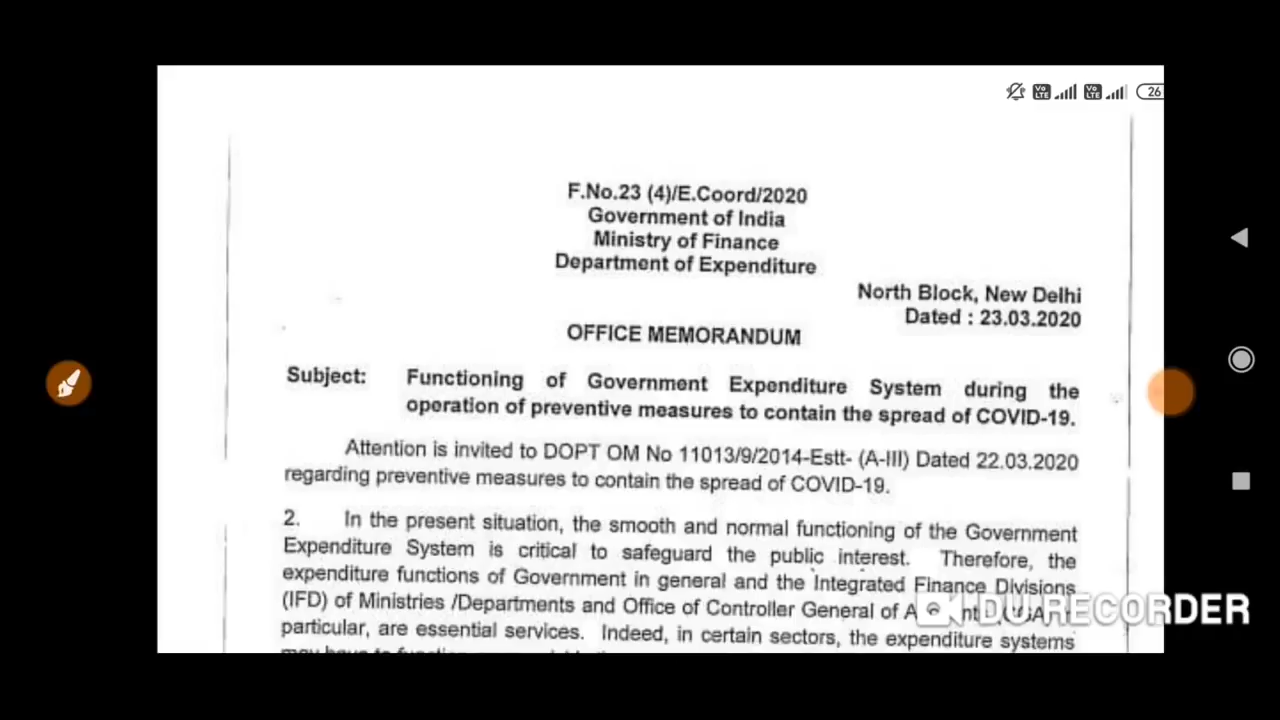 26
F.No.23 (4)/E.Coord/2020
Government of India
Ministry of Finance
Department of Expenditure
North Block, New Delhi
Dated : 23.03.2020
OFFICE MEMORANDUM
Subject: Functioning of Government Expenditure System during the
operation of preventive measures to contain the spread of COVID-19.
Attention is invited to DOPT OM No 11013/9/2014-Estt- (A-III) Dated 22.03.2020
regarding preventive measures to contain the spread of COVID-19.
2. In the present situation, the smooth and normal functioning of the Government
Expenditure System is critical to safeguard the public interest. Therefore, the
expenditure functions of Government in general and the Integrated Finance Divisions
(IFD) of Ministries /Departments and Office of Controller General of
particular, are essential services. Indeed, in certain sectors, the expenditure systems
DU RECORDER